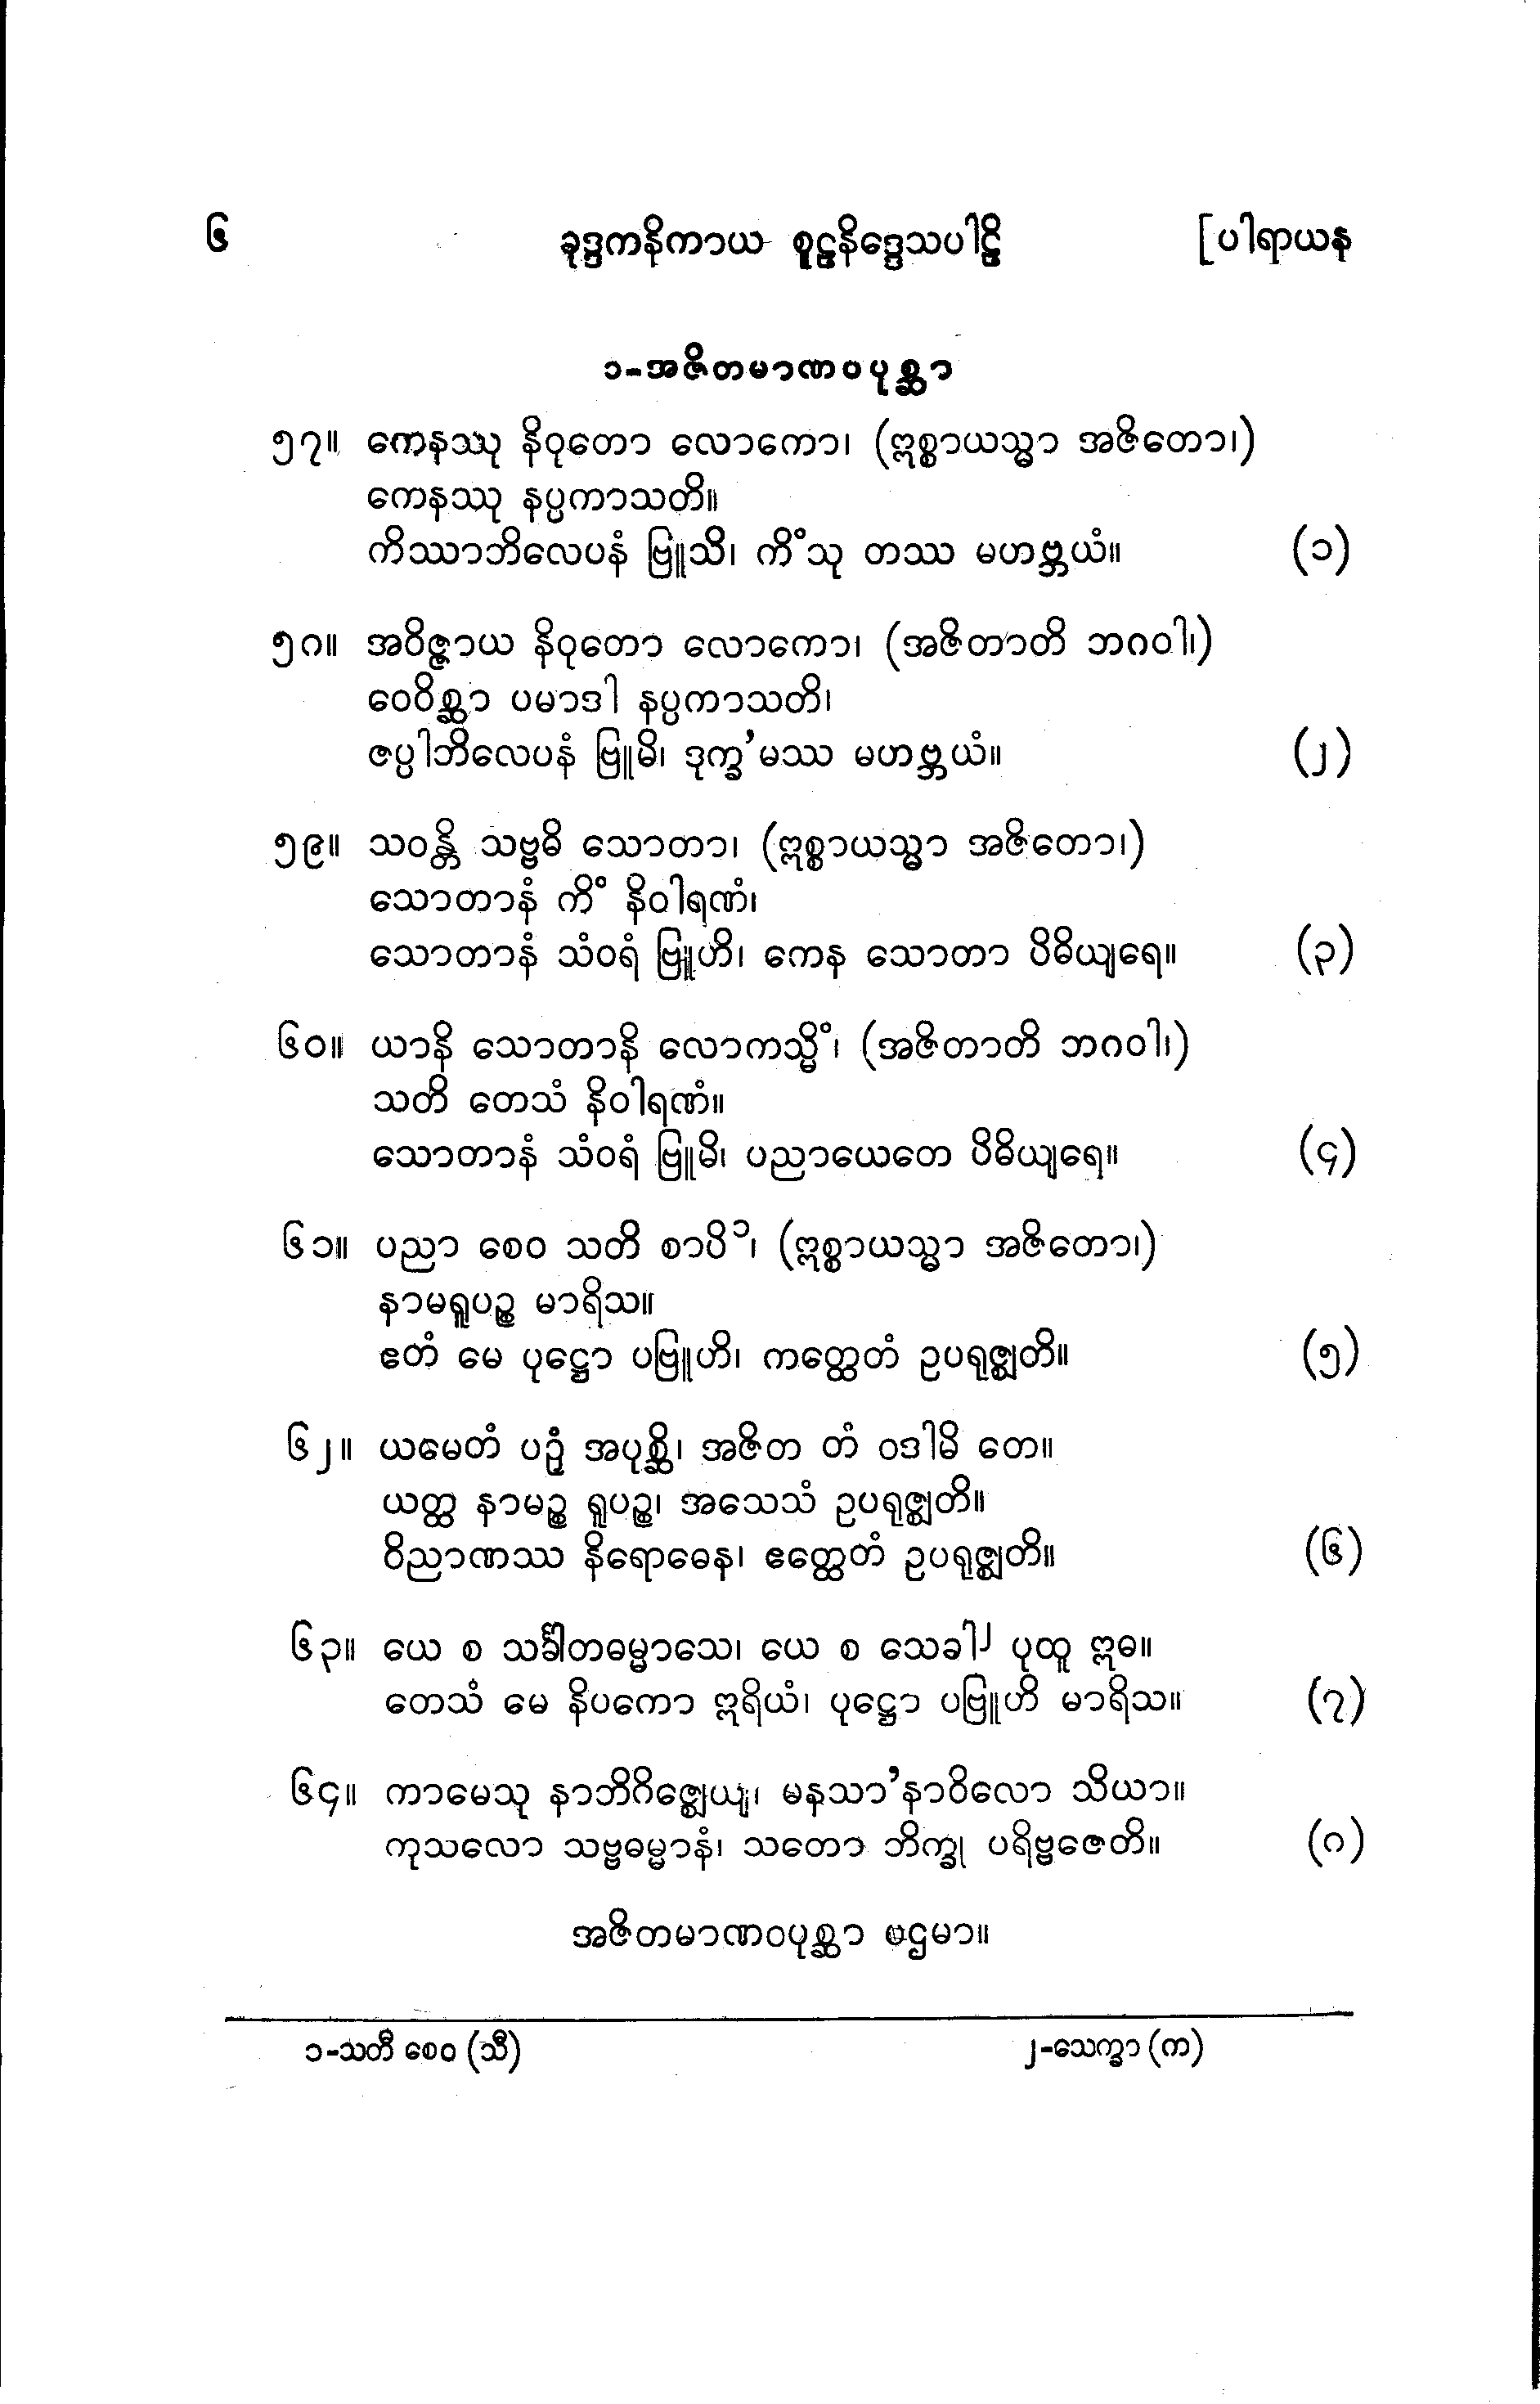 ၆ ခုဒ္ဒကနိကာယ စူဠနိဒ္ဒေသပါဠိ [ပါရာယန
၁-အဇိတမာဏဝပုစ္ဆာ
၅၇။ ကေနဿု နိဝုတော လောကော၊ (ဣစ္စာယသ္မာ အဇိတော၊)
ကေနဿု နပ္ပကာသတိ။
ကိဿာဘိလေပနံ ဗြူသိ၊ ကိံသု တဿ မဟဗ္ဘယံ။ (၁)
၅၈။ အဝိဇ္ဇာယ နိဝုတော လောကော၊ (အဇိတာတိ ဘဂဝါ၊)
ဝေဝိစ္ဆာ ပမာဒါ နပ္ပကာသတိ၊
ဇပ္ပါဘိလေပနံ ဗြူမိ၊ ဒုက္ခ’မဿ မဟဗ္ဘယံ။ (၂)
၅၉။ သဝန္တိ သဗ္ဗဓိ သောတာ၊ (ဣစ္စာယသ္မာ အဇိတော၊)
သောတာနံ ကိံ နိဝါရဏံ၊
သောတာနံ သံဝရံ ဗြူဟိ၊ ကေန သောတာ ပိဓိယျရေ။ (၃)
၆၀။ ယာနိ သောတာနိ လောကသ္မိံ၊ (အဇိတာတိ ဘဂဝါ၊)
သတိ တေသံ နိဝါရဏံ။
သောတာနံ သံဝရံ ဗြူမိ၊ ပညာယေတေ ပိဓိယျရေ။ (၄)
၆၁။ ပညာ စေဝ သတိ စာပိ၁၊ (ဣစ္စာယသ္မာ အဇိတော၊)
နာမရူပဉ္စ မာရိသ။
ဧတံ မေ ပုဋ္ဌော ပဗြူဟိ၊ ကတ္ထေတံ ဥပရုဇ္ဈတိ။ (၅)
၆၂။ ယမေတံ ပဉှံ အပုစ္ဆိ၊ အဇိတ တံ ဝဒါမိ တေ။
ယတ္ထ နာမဉ္စ ရူပဉ္စ၊ အသေသံ ဥပရုဇ္ဈတိ။
ဝိညာဏဿ နိရောဓေန၊ ဧတ္ထေတံ ဥပရုဇ္ဈတိ။ (၆)
၆၃။ ယေ စ သင်္ခါတဓမ္မာသေ၊ ယေ စ သေခါ၂ ပုထူ ဣဓ။
တေသံ မေ နိပကော ဣရိယံ၊ ပုဋ္ဌော ပဗြူဟိ မာရိသ။ (၇)
၆၄။ ကာမေသု နာဘိဂိဇ္ဈေယျ၊ မနသာ’နာဝိလော သိယာ။
ကုသလော သဗ္ဗဓမ္မာနံ၊ သတော ဘိက္ခု ပရိဗ္ဗဇေတိ။ (၈)
အဇိတမာဏဝပုစ္ဆာ ပဌမာ။
၁-သတီ စေဝ (သီ) ၂-သေက္ခာ (က)